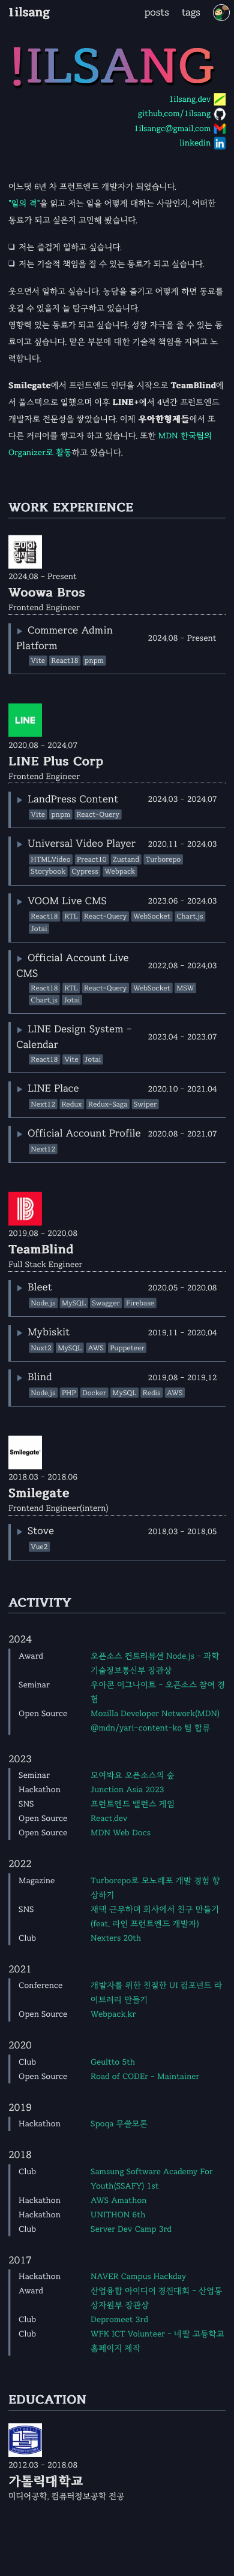 1ilsang
posts tags
!ILSANG
1ilsang.dev
github.com/1ilsang
1ilsangc@gmail.com
linkedin
어느덧 6년 차 프런트엔드 개발자가 되었습니다.
"일의 격"을 읽고 저는 일을 어떻게 대하는 사람인지, 어떠한
동료가 되고 싶은지 고민해 봤습니다.
❏ 저는 즐겁게 일하고 싶습니다.
❏ 저는 기술적 책임을 질 수 있는 동료가 되고 싶습니다.
웃으면서 일하고 싶습니다. 농담을 즐기고 어떻게 하면 동료를
웃길 수 있을지 늘 탐구하고 있습니다.
영향력 있는 동료가 되고 싶습니다. 성장 자극을 줄 수 있는 동
료이고 싶습니다. 맡은 부분에 대한 기술적 책임을 지려고 노
력합니다.
Smilegate에서 프런트엔드 인턴을 시작으로 TeamBlind에
서 풀스택으로 일했으며 이후 LINE+에서 4년간 프런트엔드
개발자로 전문성을 쌓았습니다. 이제 우아한형제들에서 또
다른 커리어를 쌓고자 하고 있습니다. 또한 MDN 한국팀의
Organizer로 활동하고 있습니다.
WORK EXPERIENCE
우아한형제들
2024.08 - Present
Woowa Bros
Frontend Engineer
▶ Commerce Admin
Platform
2024.08 - Present
Vite React18 pnpm
LINE
2020.08 - 2024.07
LINE Plus Corp
Frontend Engineer
▶ LandPress Content 2024.03 - 2024.07
Vite pnpm React-Query
▶ Universal Video Player 2020.11 - 2024.03
HTMLVideo Preact10 Zustand Turborepo
Storybook Cypress Webpack
▶ VOOM Live CMS 2023.06 - 2024.03
React18 RTL React-Query WebSocket Chart.js
Jotai
▶ Official Account Live
CMS
2022.08 - 2024.03
React18 RTL React-Query WebSocket MSW
Chart.js Jotai
▶ LINE Design System -
Calendar
2023.04 - 2023.07
React18 Vite Jotai
▶ LINE Place 2020.10 - 2021.04
Next12 Redux Redux-Saga Swiper
▶ Official Account Profile 2020.08 - 2021.07
Next12
2019.08 - 2020.08
TeamBlind
Full Stack Engineer
▶ Bleet 2020.05 - 2020.08
Node.js MySQL Swagger Firebase
▶ Mybiskit 2019.11 - 2020.04
Nuxt2 MySQL AWS Puppeteer
▶ Blind 2019.08 - 2019.12
Node.js PHP Docker MySQL Redis AWS
Smilegate
2018.03 - 2018.06
Smilegate
Frontend Engineer(intern)
▶ Stove 2018.03 - 2018.05
Vue2
ACTIVITY
2024
Award 오픈소스 컨트리뷰션 Node.js - 과학
기술정보통신부 장관상
Seminar 우아콘 이그나이트 - 오픈소스 참여 경
험
Open Source Mozilla Developer Network(MDN)
@mdn/yari-content-ko 팀 합류
2023
Seminar 모여봐요 오픈소스의 숲
Hackathon Junction Asia 2023
SNS 프런트엔드 밸런스 게임
Open Source React.dev
Open Source MDN Web Docs
2022
Magazine Turborepo로 모노레포 개발 경험 향
상하기
SNS 재택 근무하며 회사에서 친구 만들기
(feat. 라인 프런트엔드 개발자)
Club Nexters 20th
2021
Conference 개발자를 위한 친절한 UI 컴포넌트 라
이브러리 만들기
Open Source Webpack.kr
2020
Club Geultto 5th
Open Source Road of CODEr - Maintainer
2019
Hackathon Spoqa 무쓸모톤
2018
Club Samsung Software Academy For
Youth(SSAFY) 1st
Hackathon AWS Amathon
Hackathon UNITHON 6th
Club Server Dev Camp 3rd
2017
Hackathon NAVER Campus Hackday
Award 산업융합 아이디어 경진대회 - 산업통
상자원부 장관상
Club Depromeet 3rd
Club WFK ICT Volunteer - 네팔 고등학교
홈페이지 제작
EDUCATION
2012.03 - 2018.08
가톨릭대학교
미디어공학, 컴퓨터정보공학 전공